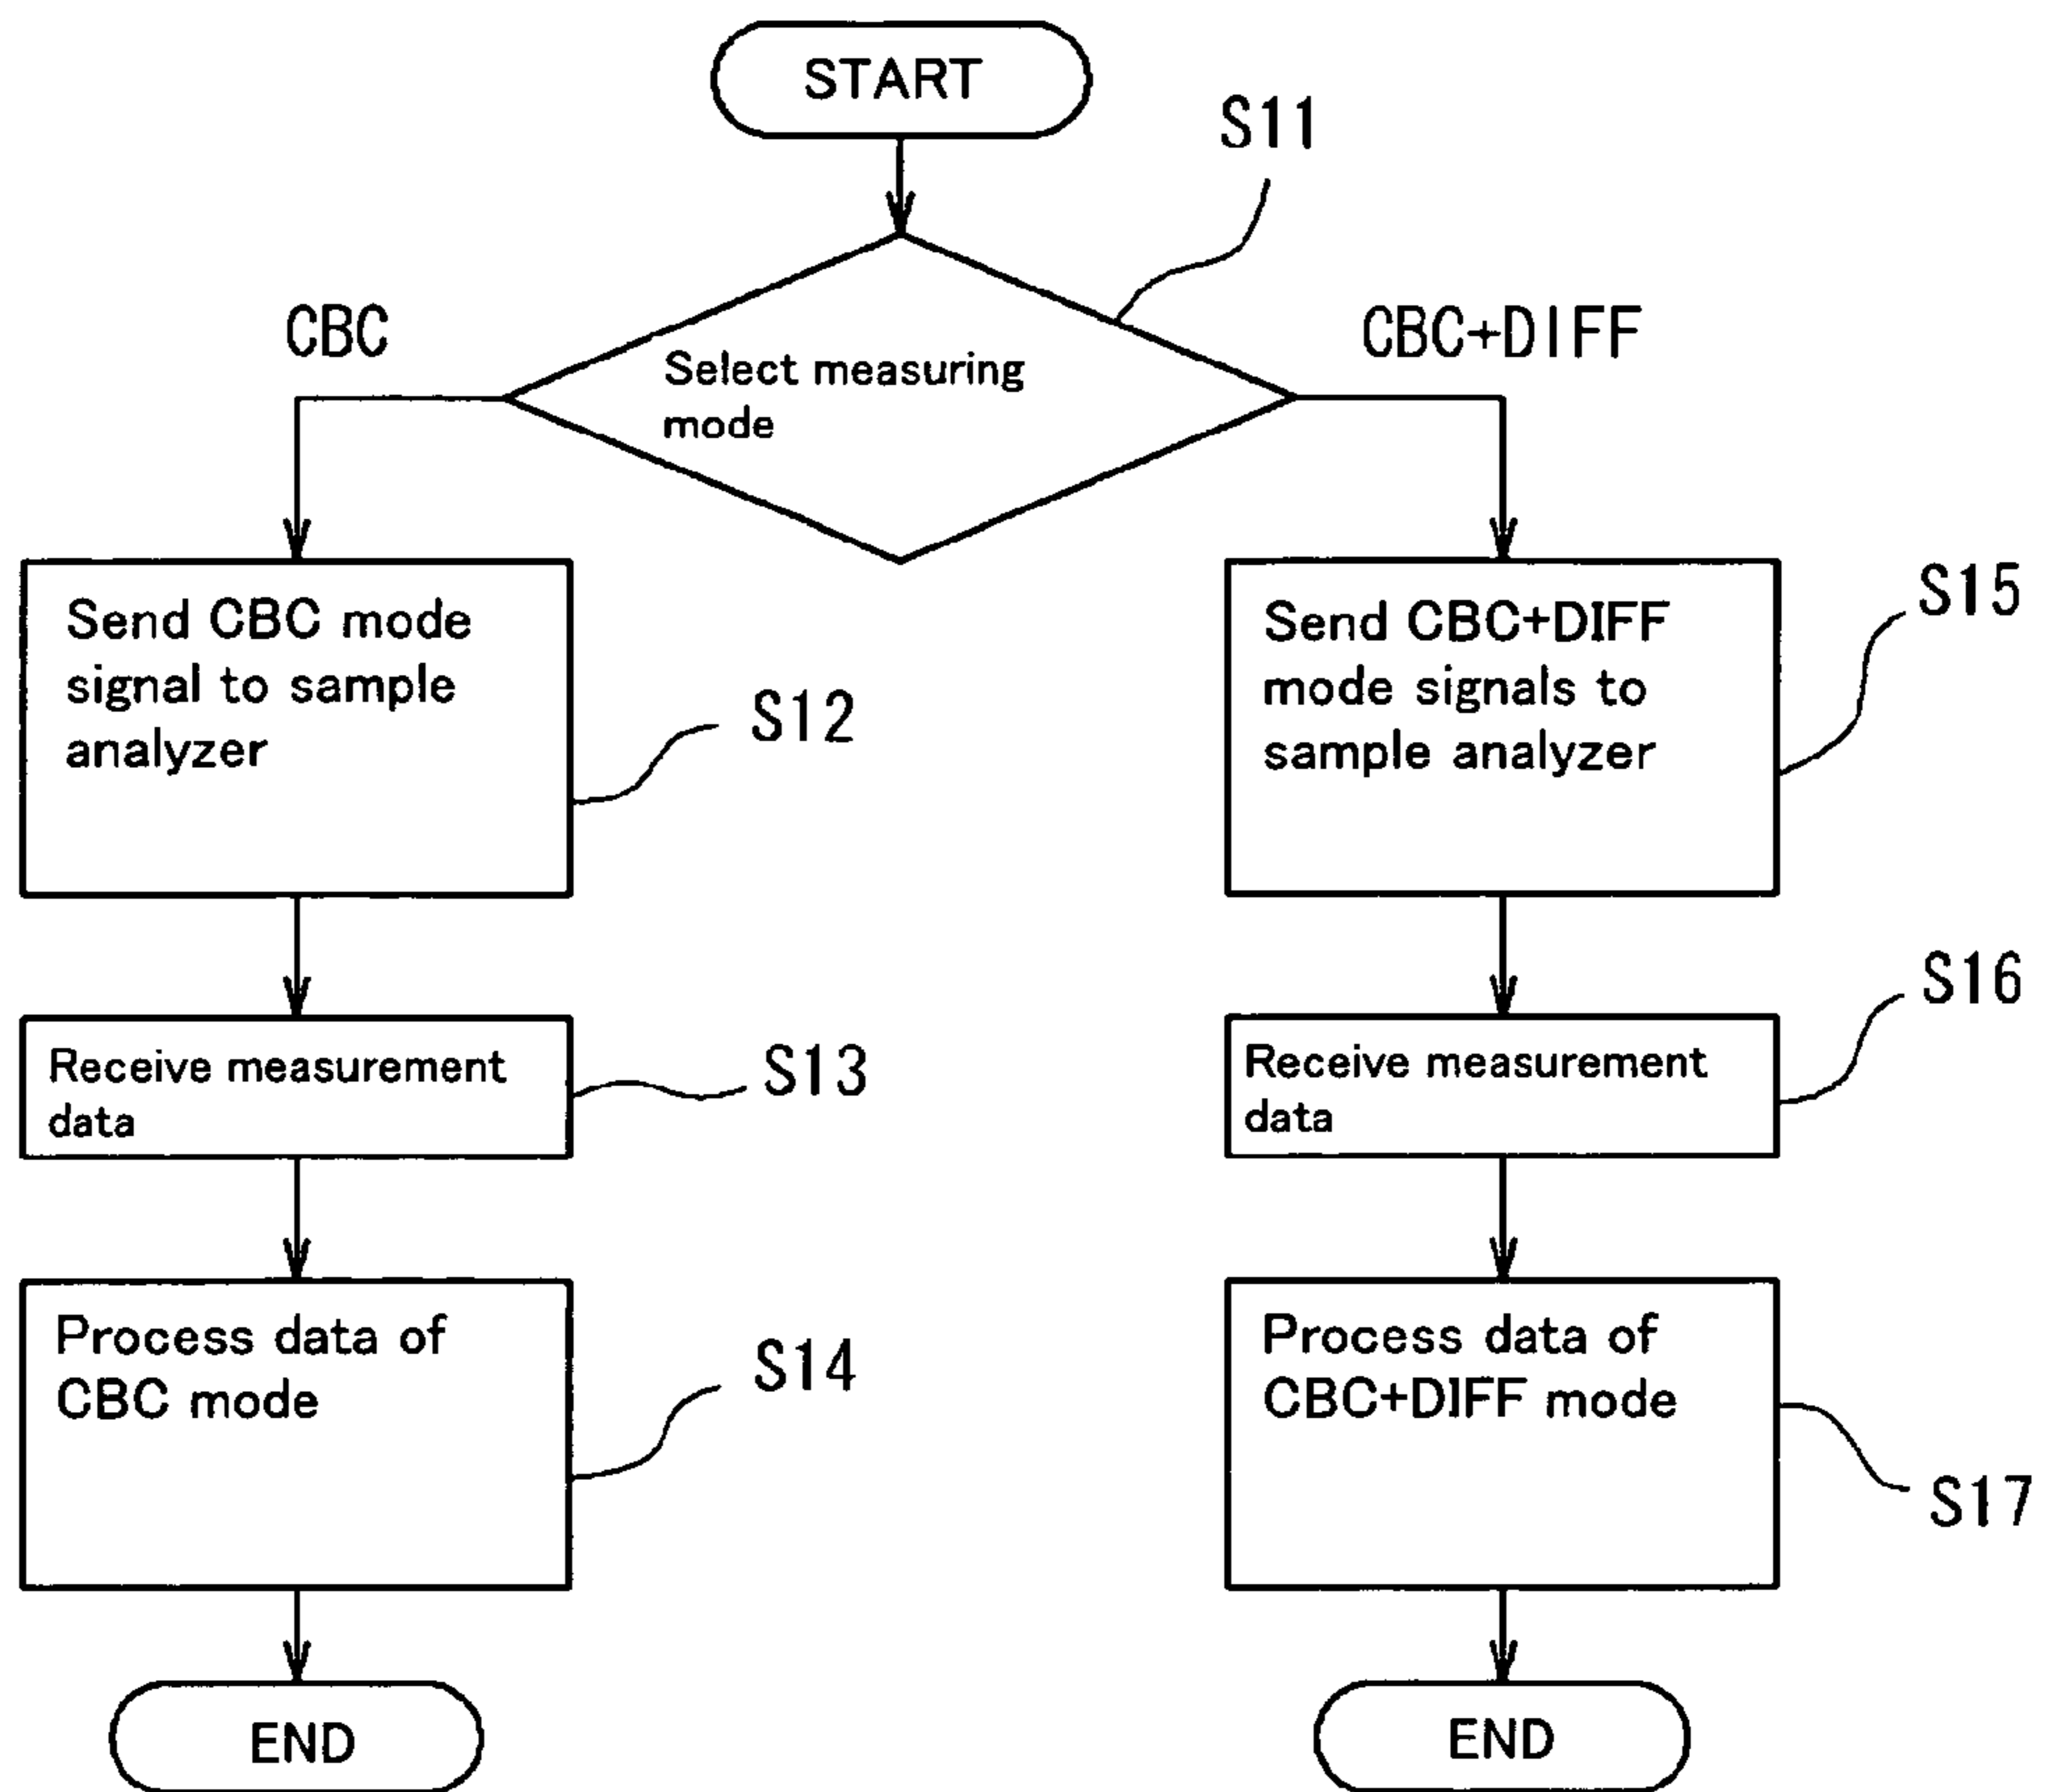 START
S11
CBC
CBC+DIFF
Select measuring
mode
Send CBC mode
signal to sample
analyzer
S12
Send CBC+DIFF
mode signals to
sample analyzer
S15
Receive measurement
data
S13
Receive measurement
data
S16
Process data of
CBC mode
S14
Process data of
CBC+DIFF mode
S17
END
END